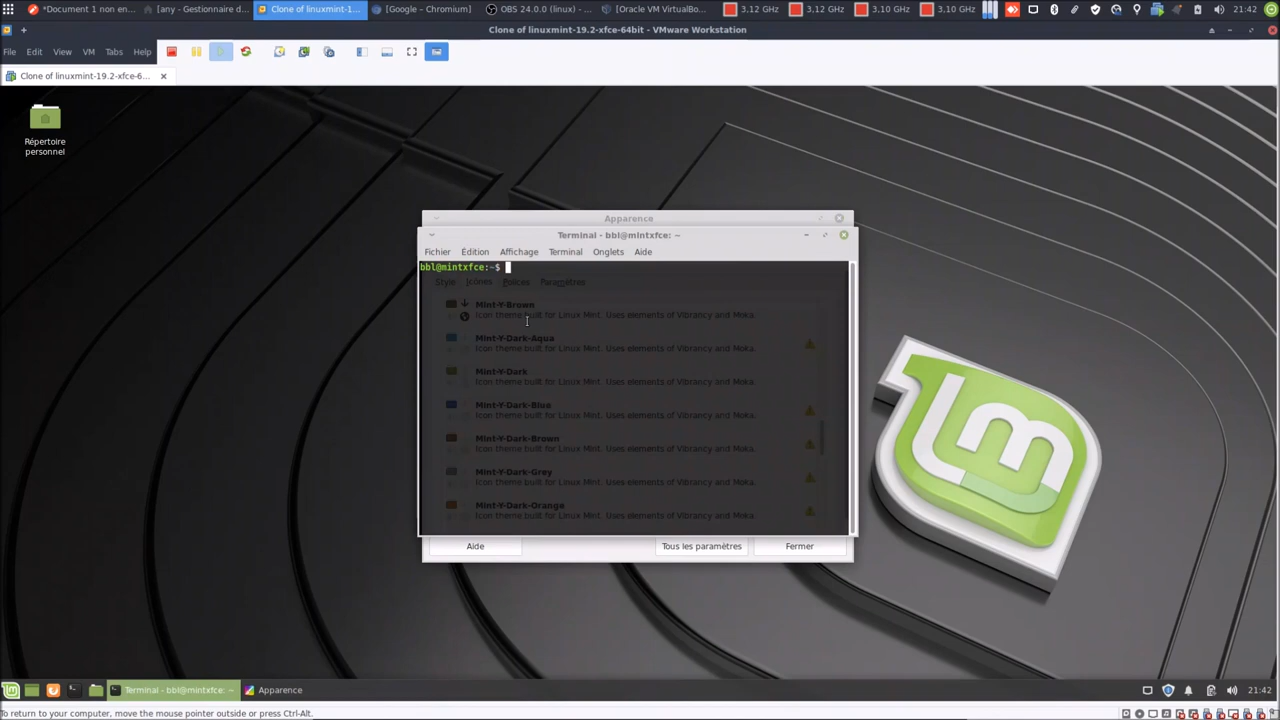 *Document 1 non en...
[any - Gestionnaire d...
Clone of linuxmint-1...
[Google – Chromium]
OBS 24.0.0 (linux) - ...
[Oracle VM VirtualBo...
3,12 GHz
3,12 GHz
3,10 GHz
3,10 GHz
21:42
Clone of linuxmint-19.2-xfce-64bit - VMware Workstation
File Edit View VM Tabs Help
Clone of linuxmint-19.2-xfce-6...
Répertoire
personnel
Apparence
Terminal - bbl@mintxfce: ~
Fichier Édition Affichage Terminal Onglets Aide
bbl@mintxfce:~$
Style Icônes Polices Paramètres
Mint-Y-Brown
Icon theme built for Linux Mint. Uses elements of Vibrancy and Moka.
Mint-Y-Dark-Aqua
Icon theme built for Linux Mint. Uses elements of Vibrancy and Moka.
Mint-Y-Dark
Icon theme built for Linux Mint. Uses elements of Vibrancy and Moka.
Mint-Y-Dark-Blue
Icon theme built for Linux Mint. Uses elements of Vibrancy and Moka.
Mint-Y-Dark-Brown
Icon theme built for Linux Mint. Uses elements of Vibrancy and Moka.
Mint-Y-Dark-Grey
Icon theme built for Linux Mint. Uses elements of Vibrancy and Moka.
Mint-Y-Dark-Orange
Icon theme built for Linux Mint. Uses elements of Vibrancy and Moka.
Aide
Tous les paramètres
Fermer
Terminal - bbl@mintxfce: ~
Apparence
21:42
To return to your computer, move the mouse pointer outside or press Ctrl-Alt.